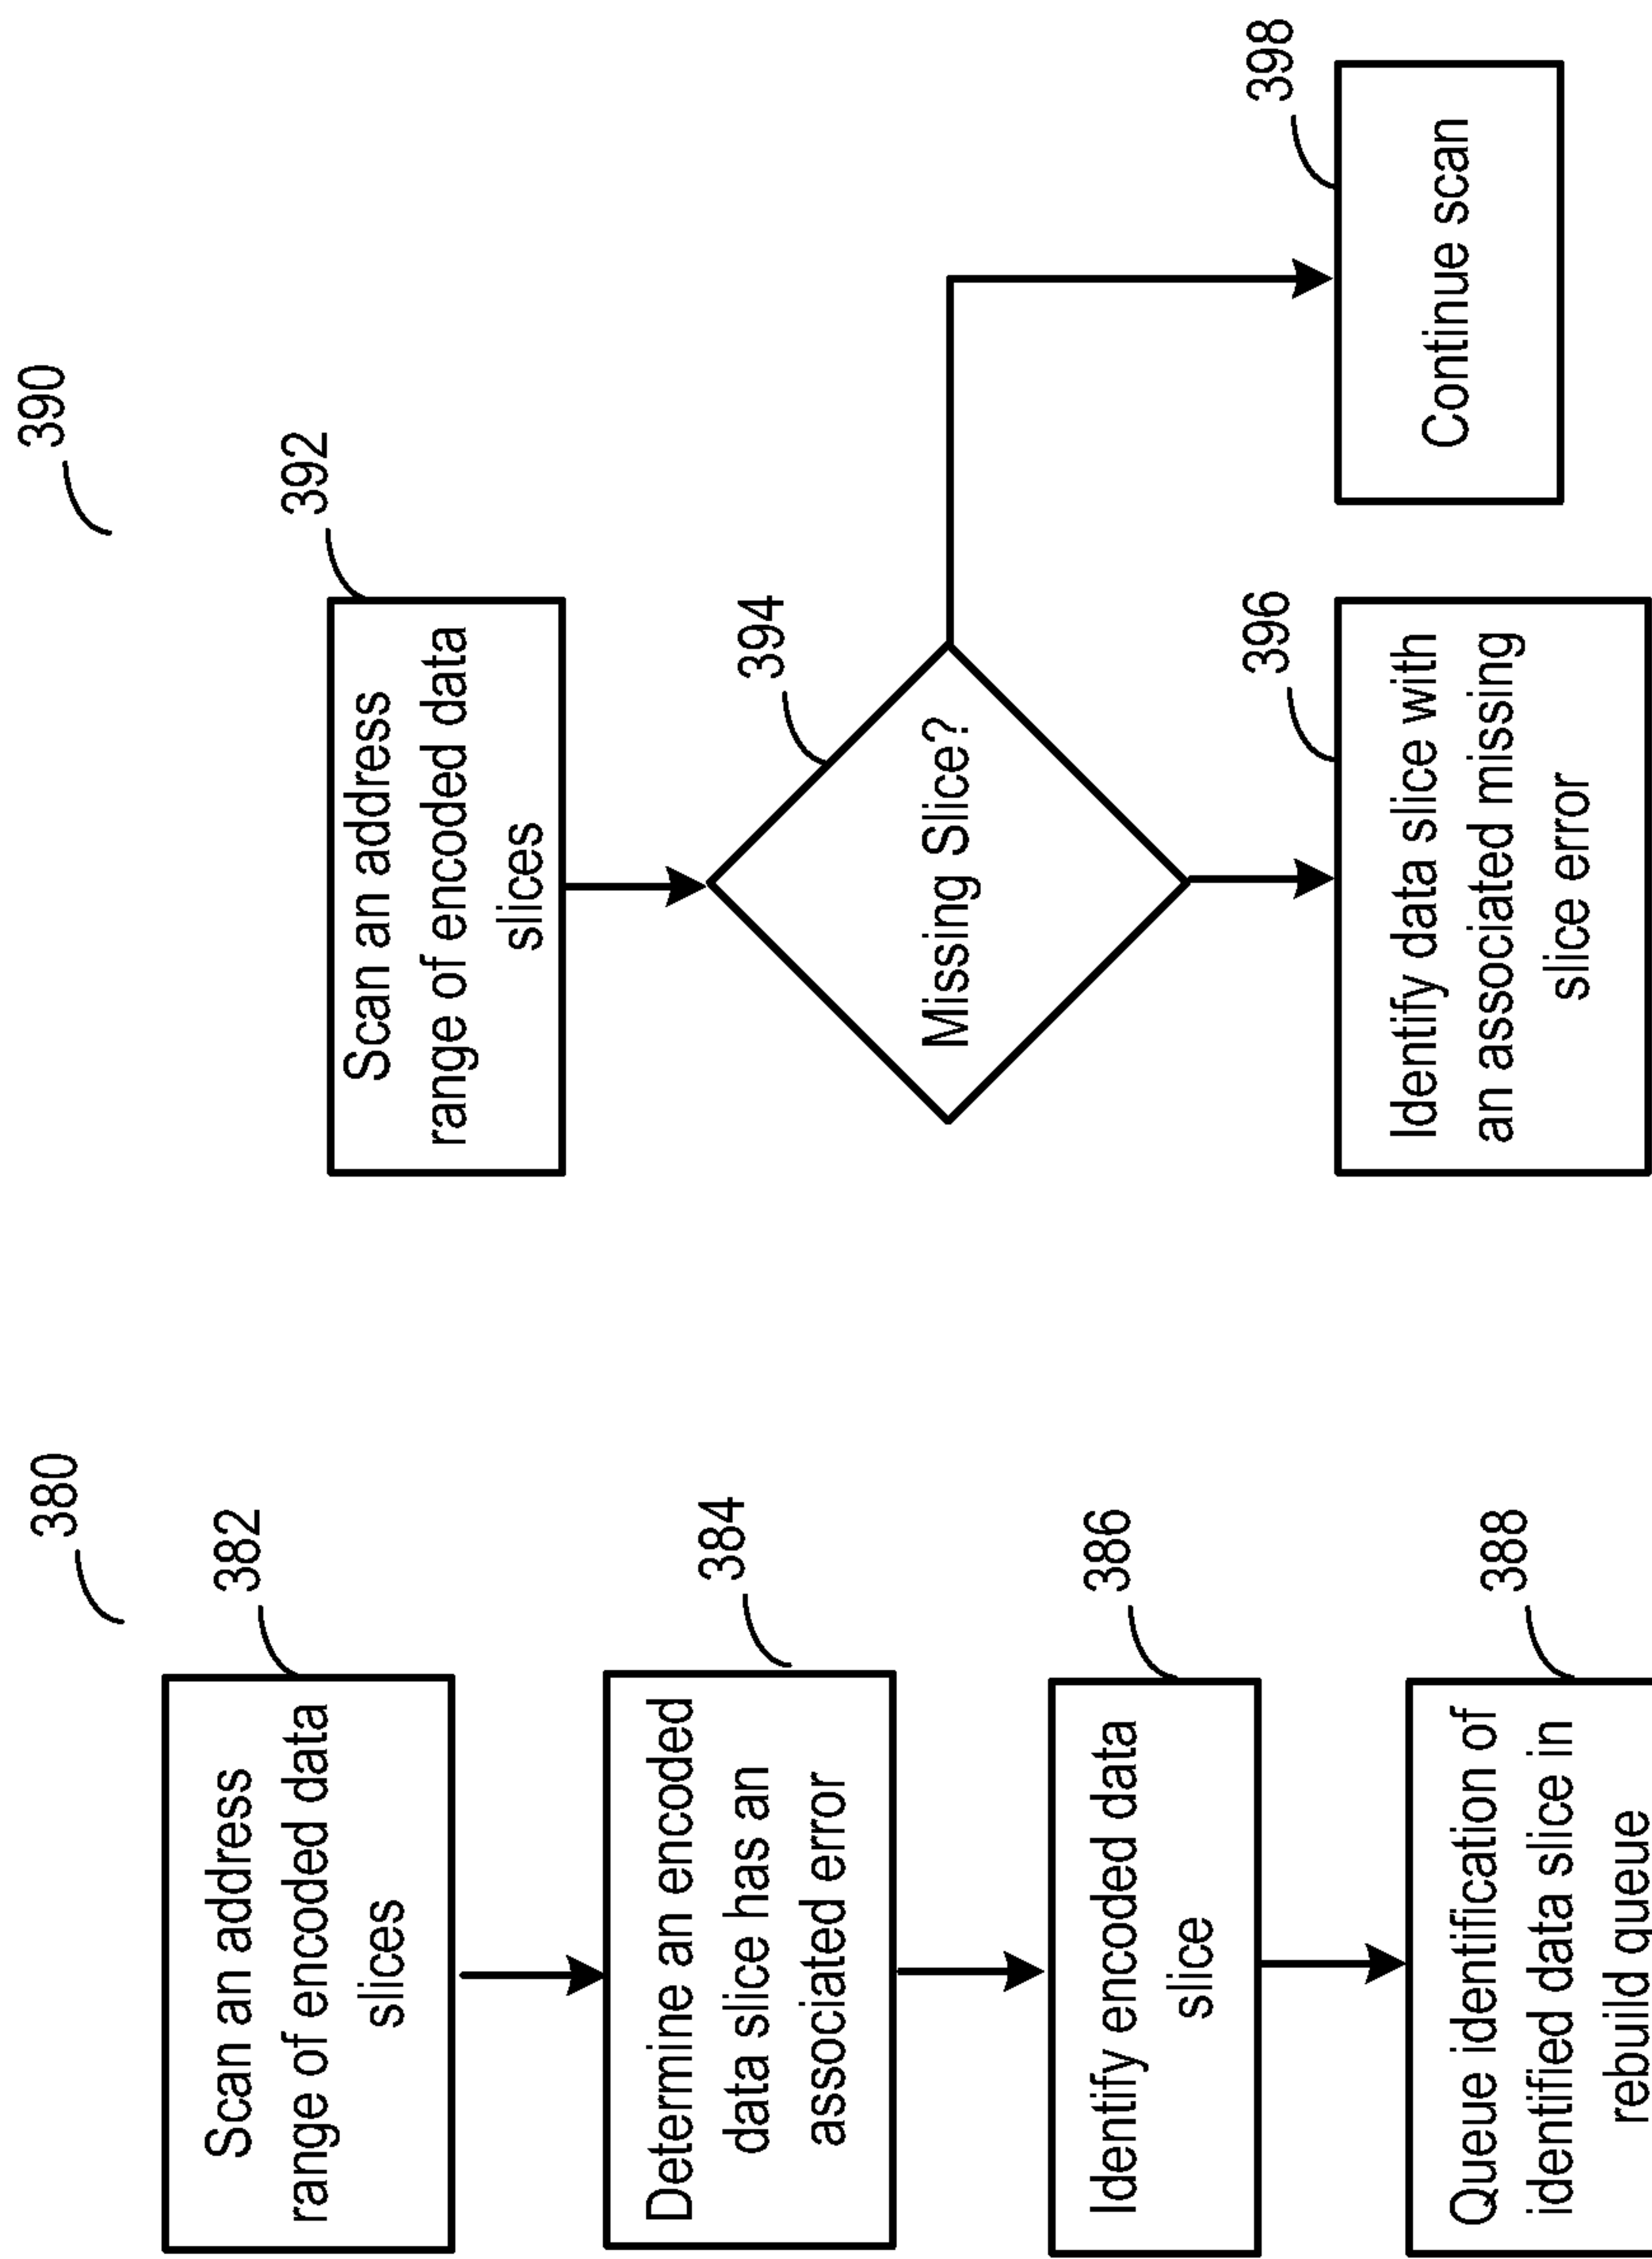 380
382
Scan an address
range of encoded data
slices
384
Determine an encoded
data slice has an
associated error
386
Identify encoded data
slice
388
Queue identification of
identified data slice in
rebuild queue
390
392
Scan an address
range of encoded data
slices
394
Missing Slice?
396
Identify data slice with
an associated missing
slice error
398
Continue scan